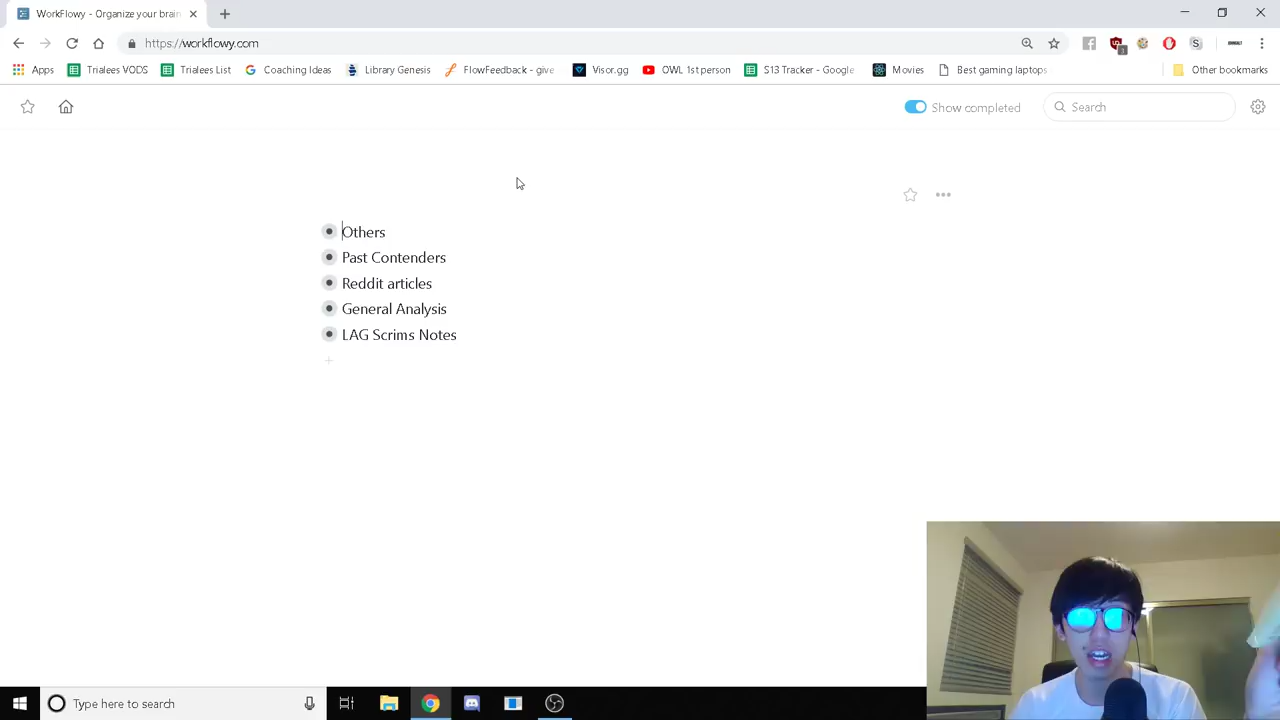 WorkFlowy - Organize your brain
https://workflowy.com
1
Apps
Trialees VODS
Trialees List
Coaching Ideas
Library Genesis
FlowFeedback - give
Visor.gg
OWL 1st person
S13 Tracker - Google
Movies
Best gaming laptops
Other bookmarks
Show completed
Search
Others
Past Contenders
Reddit articles
General Analysis
LAG Scrims Notes
Type here to search